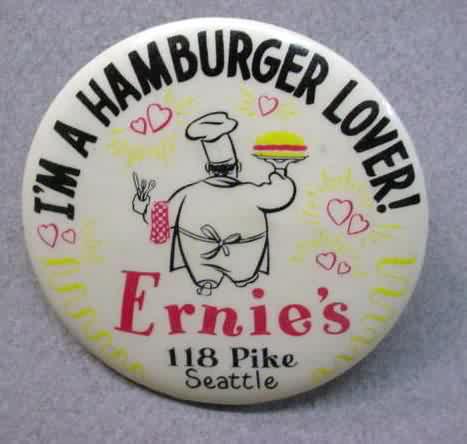 I'M A HAMBURGER LOVER!
Ernie's
118 Pike
Seattle